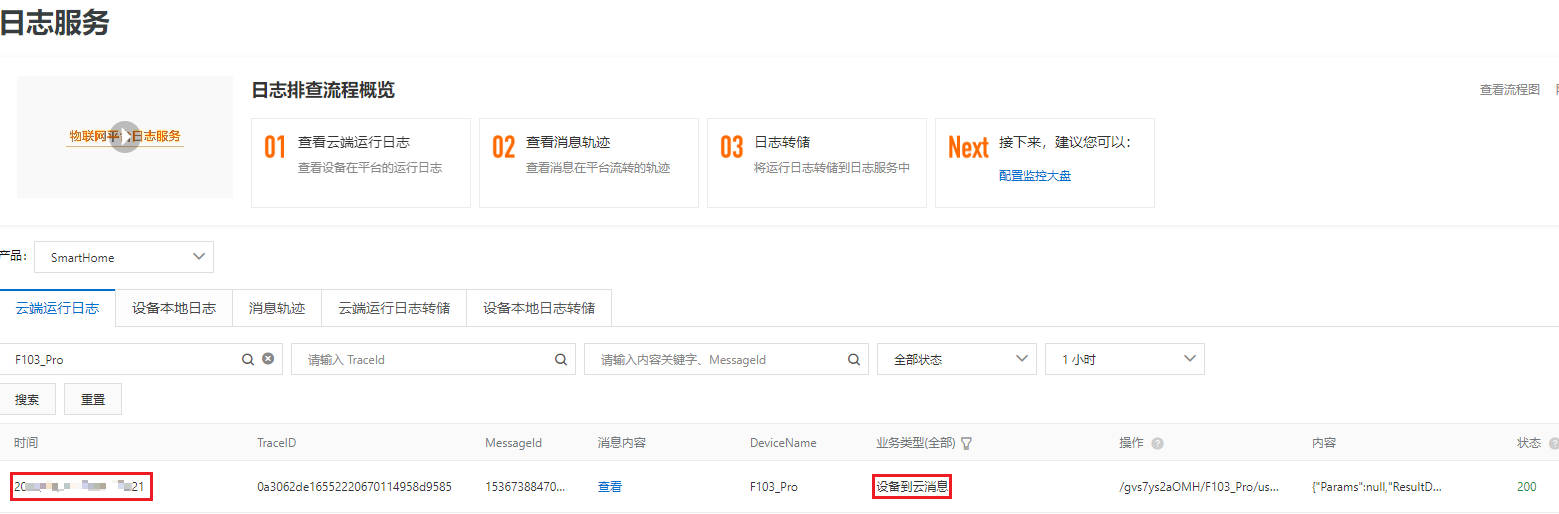 日志服务
日志排查流程概览
查看流程图
物联网平台日志服务
01 查看云端运行日志
查看设备在平台的运行日志
02 查看消息轨迹
查看消息在平台流转的轨迹
03 日志转储
将运行日志转储到日志服务中
Next 接下来，建议您可以：
配置监控大盘
产品： SmartHome
云端运行日志 设备本地日志 消息轨迹 云端运行日志转储 设备本地日志转储
F103_Pro 请输入 TraceId 请输入内容关键字、MessageId 全部状态 1 小时
搜索 重置
时间 TraceID MessageId 消息内容 DeviceName 业务类型(全部) 操作 内容 状态
20 21 0a3062de16552220670114958d9585 15367388470... 查看 F103_Pro 设备到云消息 /gvs7ys2aOMH/F103_Pro/us... {"Params":null,"ResultD... 200